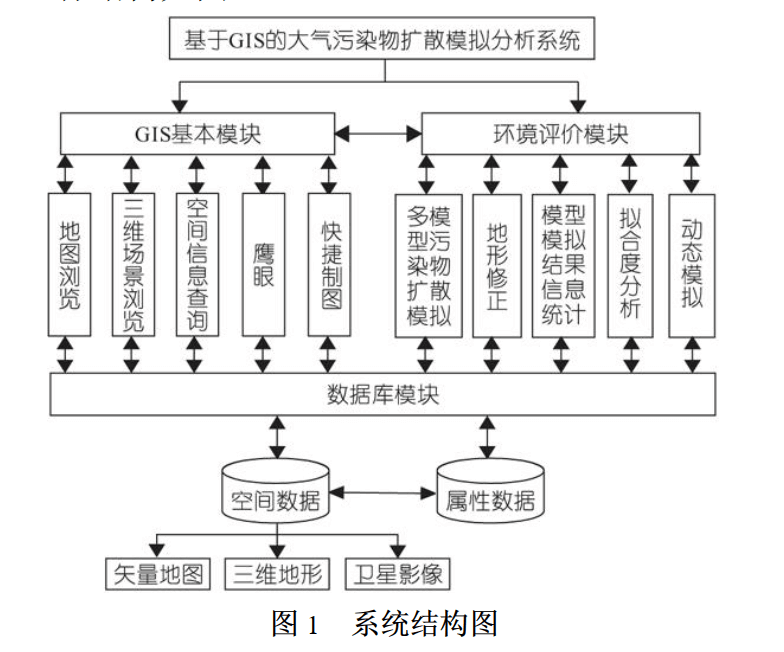 基于GIS的大气污染物扩散模拟分析系统
GIS基本模块
环境评价模块
地图浏览
三维场景浏览
空间信息查询
鹰眼
快捷制图
多模
型污
染物
扩散
模拟
地形修正
模型
模拟
结果
信息
统计
拟合度分析
动态模拟
数据库模块
空间数据
属性数据
矢量地图
三维地形
卫星影像
图 1 系统结构图